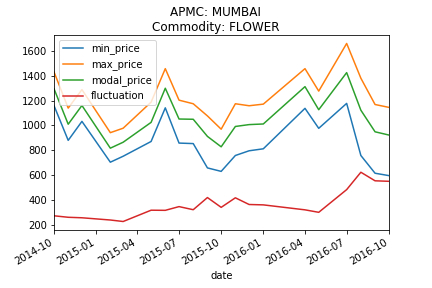 APMC: MUMBAI
Commodity: FLOWER
min_price
max_price
modal_price
fluctuation
1600
1400
1200
1000
800
600
400
200
2014-10
2015-01
2015-04
2015-07
2015-10
2016-01
2016-04
2016-07
2016-10
date